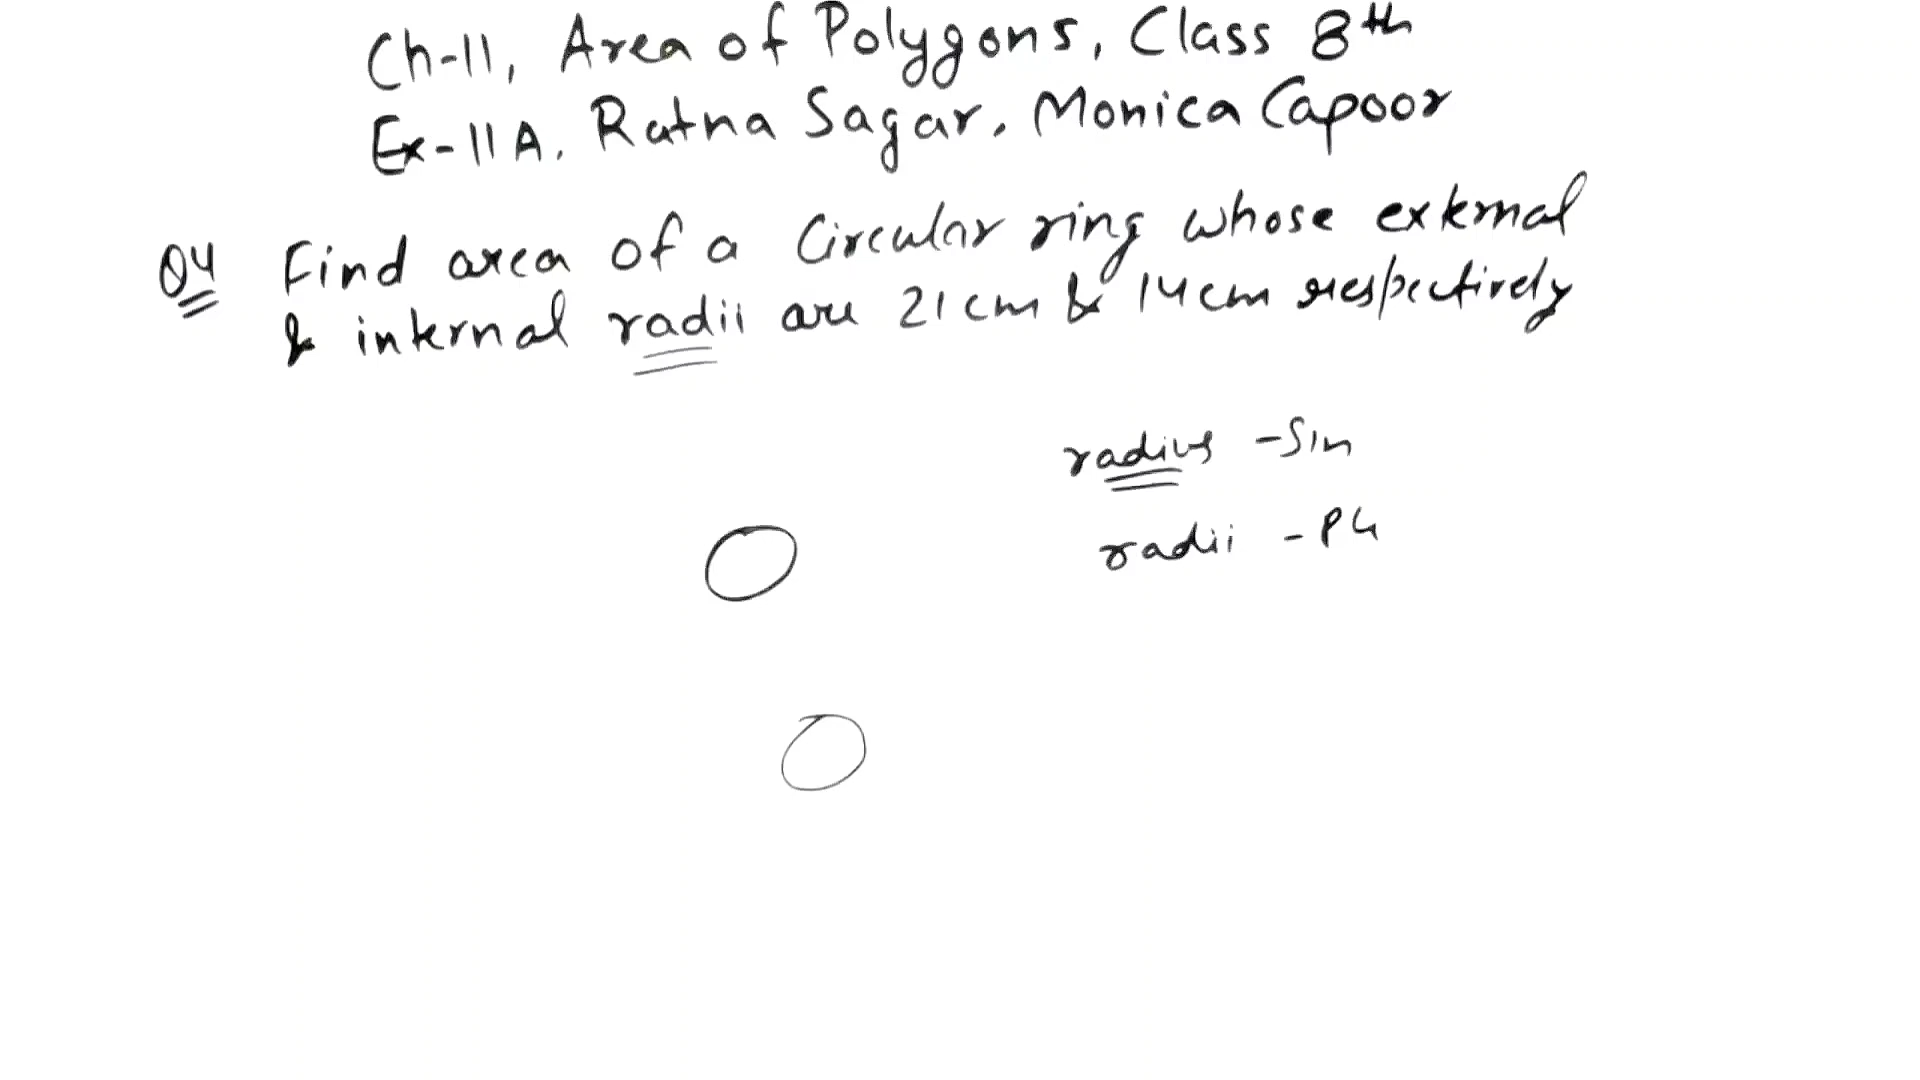 Ch-11, Area of Polygons, Class 8th
Ex-11A, Ratna Sagar, Monica Capoor
Q4 Find area of a Circular ring whose external
& internal radii are 21cm & 14cm respectively
radius - Sin
radii - Pl